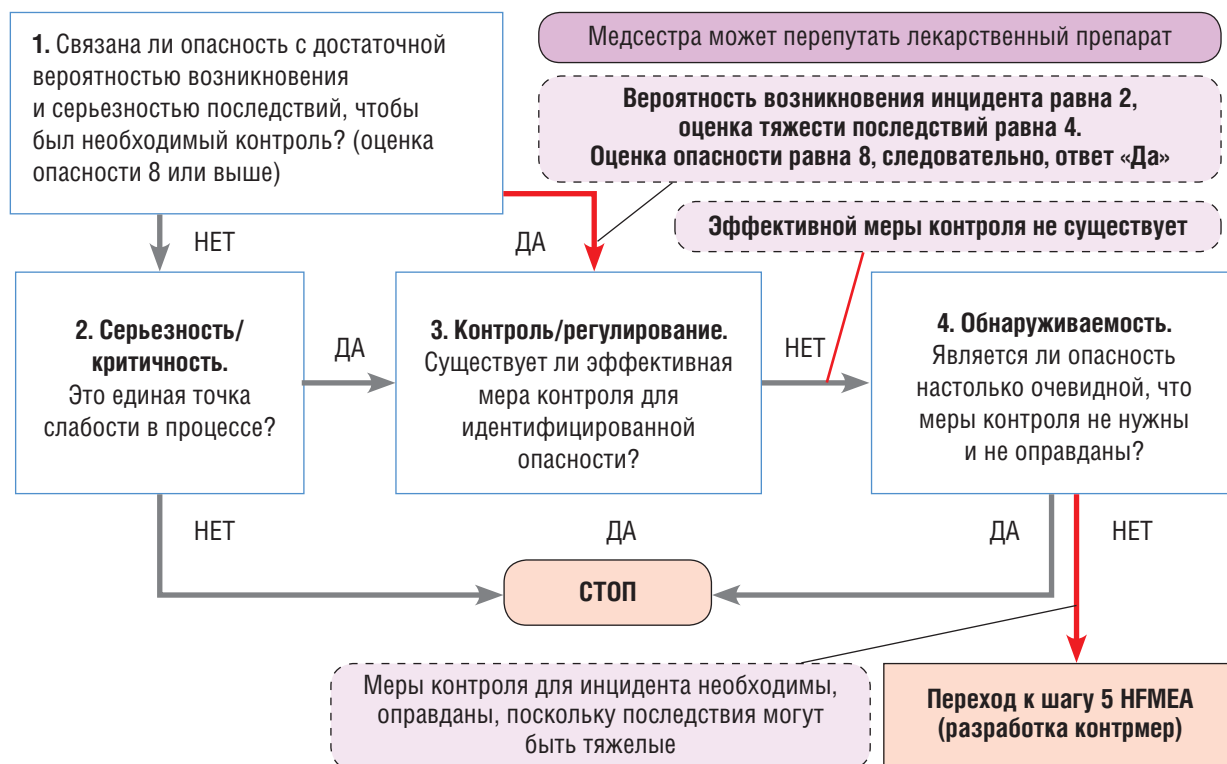 1. Связана ли опасность с достаточной
вероятностью возникновения
и серьезностью последствий, чтобы
был необходимый контроль? (оценка
опасности 8 или выше)
Медсестра может перепутать лекарственный препарат
Вероятность возникновения инцидента равна 2,
оценка тяжести последствий равна 4.
Оценка опасности равна 8, следовательно, ответ «Да»
Эффективной меры контроля не существует
НЕТ
ДА
2. Серьезность/
критичность.
Это единая точка
слабости в процессе?
ДА
3. Контроль/регулирование.
Существует ли эффективная
мера контроля для
идентифицированной
опасности?
НЕТ
4. Обнаруживаемость.
Является ли опасность
настолько очевидной, что
меры контроля не нужны
и не оправданы?
НЕТ
ДА
ДА
НЕТ
СТОП
Меры контроля для инцидента необходимы,
оправданы, поскольку последствия могут
быть тяжелые
Переход к шагу 5 HFMEA
(разработка контрмер)